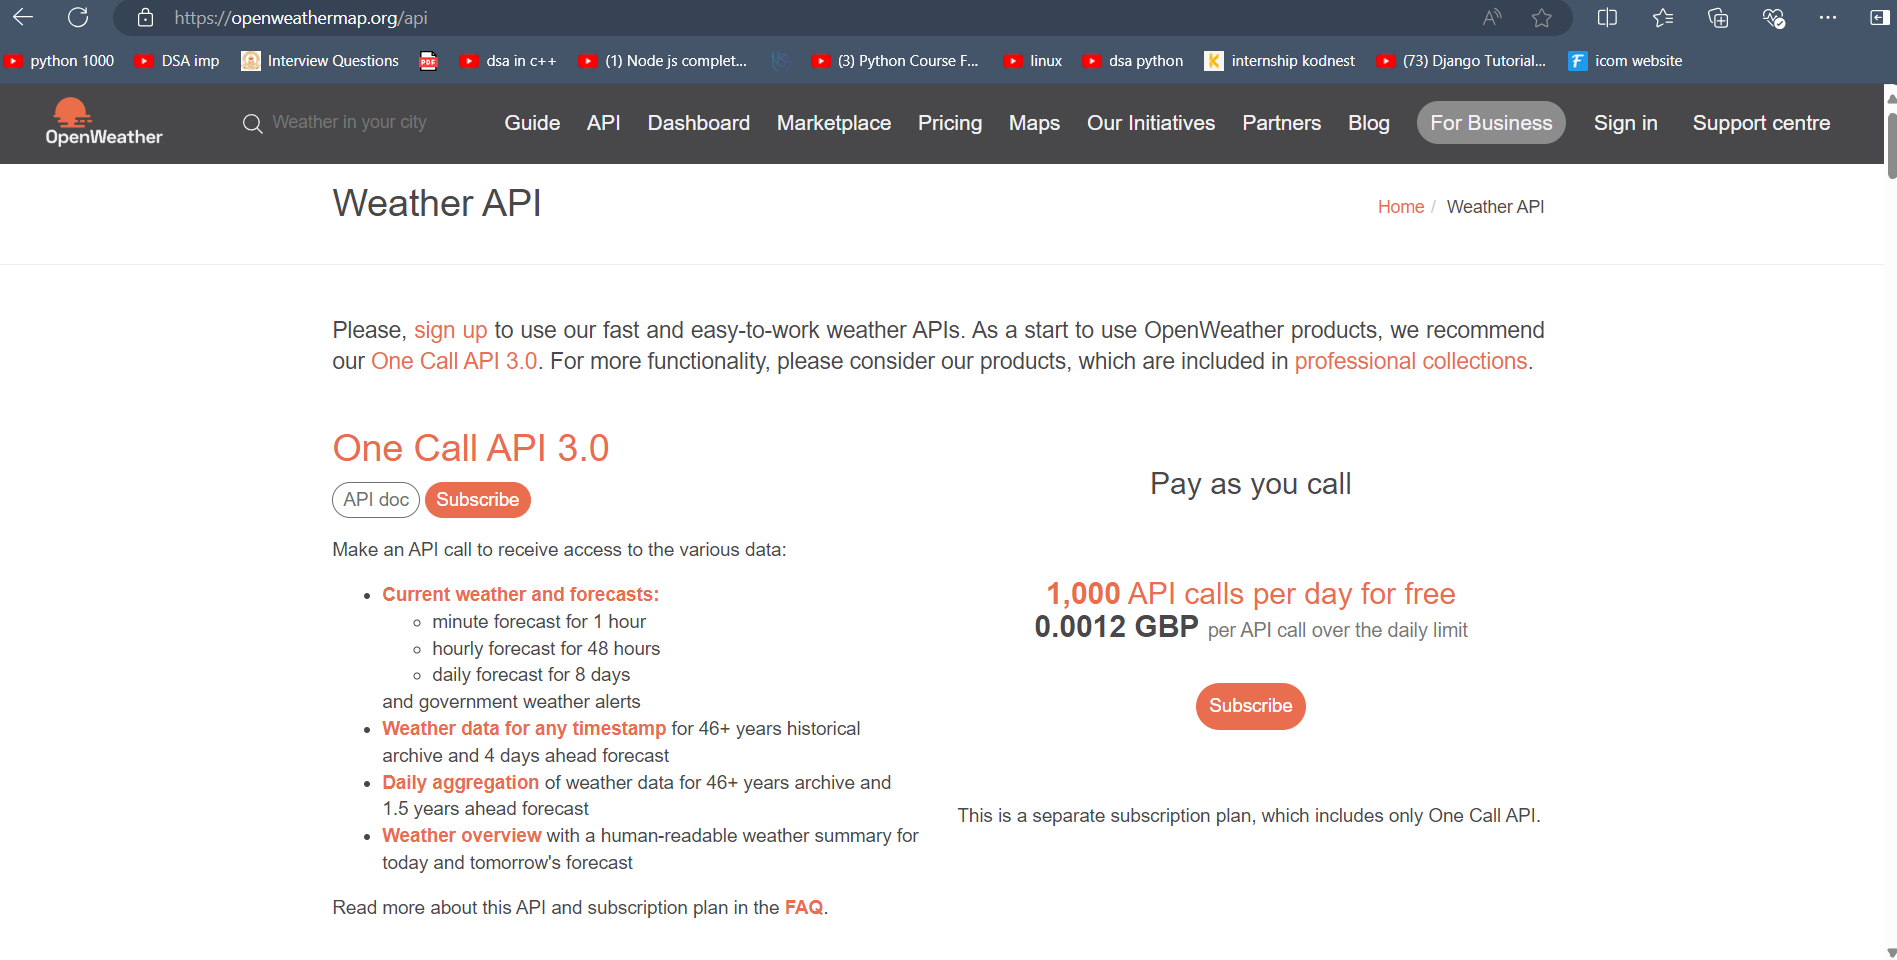 https://openweathermap.org/api
python 1000 DSA imp Interview Questions PDF dsa in c++ (1) Node js complet... (3) Python Course F... linux dsa python internship kodnest (73) Django Tutorial... icom website
OpenWeather Weather in your city Guide API Dashboard Marketplace Pricing Maps Our Initiatives Partners Blog For Business Sign in Support centre
Weather API
Home / Weather API
Please, sign up to use our fast and easy-to-work weather APIs. As a start to use OpenWeather products, we recommend
our One Call API 3.0. For more functionality, please consider our products, which are included in professional collections.
One Call API 3.0
API doc Subscribe
Make an API call to receive access to the various data:
• Current weather and forecasts:
◦ minute forecast for 1 hour
◦ hourly forecast for 48 hours
◦ daily forecast for 8 days
and government weather alerts
• Weather data for any timestamp for 46+ years historical
archive and 4 days ahead forecast
• Daily aggregation of weather data for 46+ years archive and
1.5 years ahead forecast
• Weather overview with a human-readable weather summary for
today and tomorrow's forecast
Read more about this API and subscription plan in the FAQ.
Pay as you call
1,000 API calls per day for free
0.0012 GBP per API call over the daily limit
Subscribe
This is a separate subscription plan, which includes only One Call API.